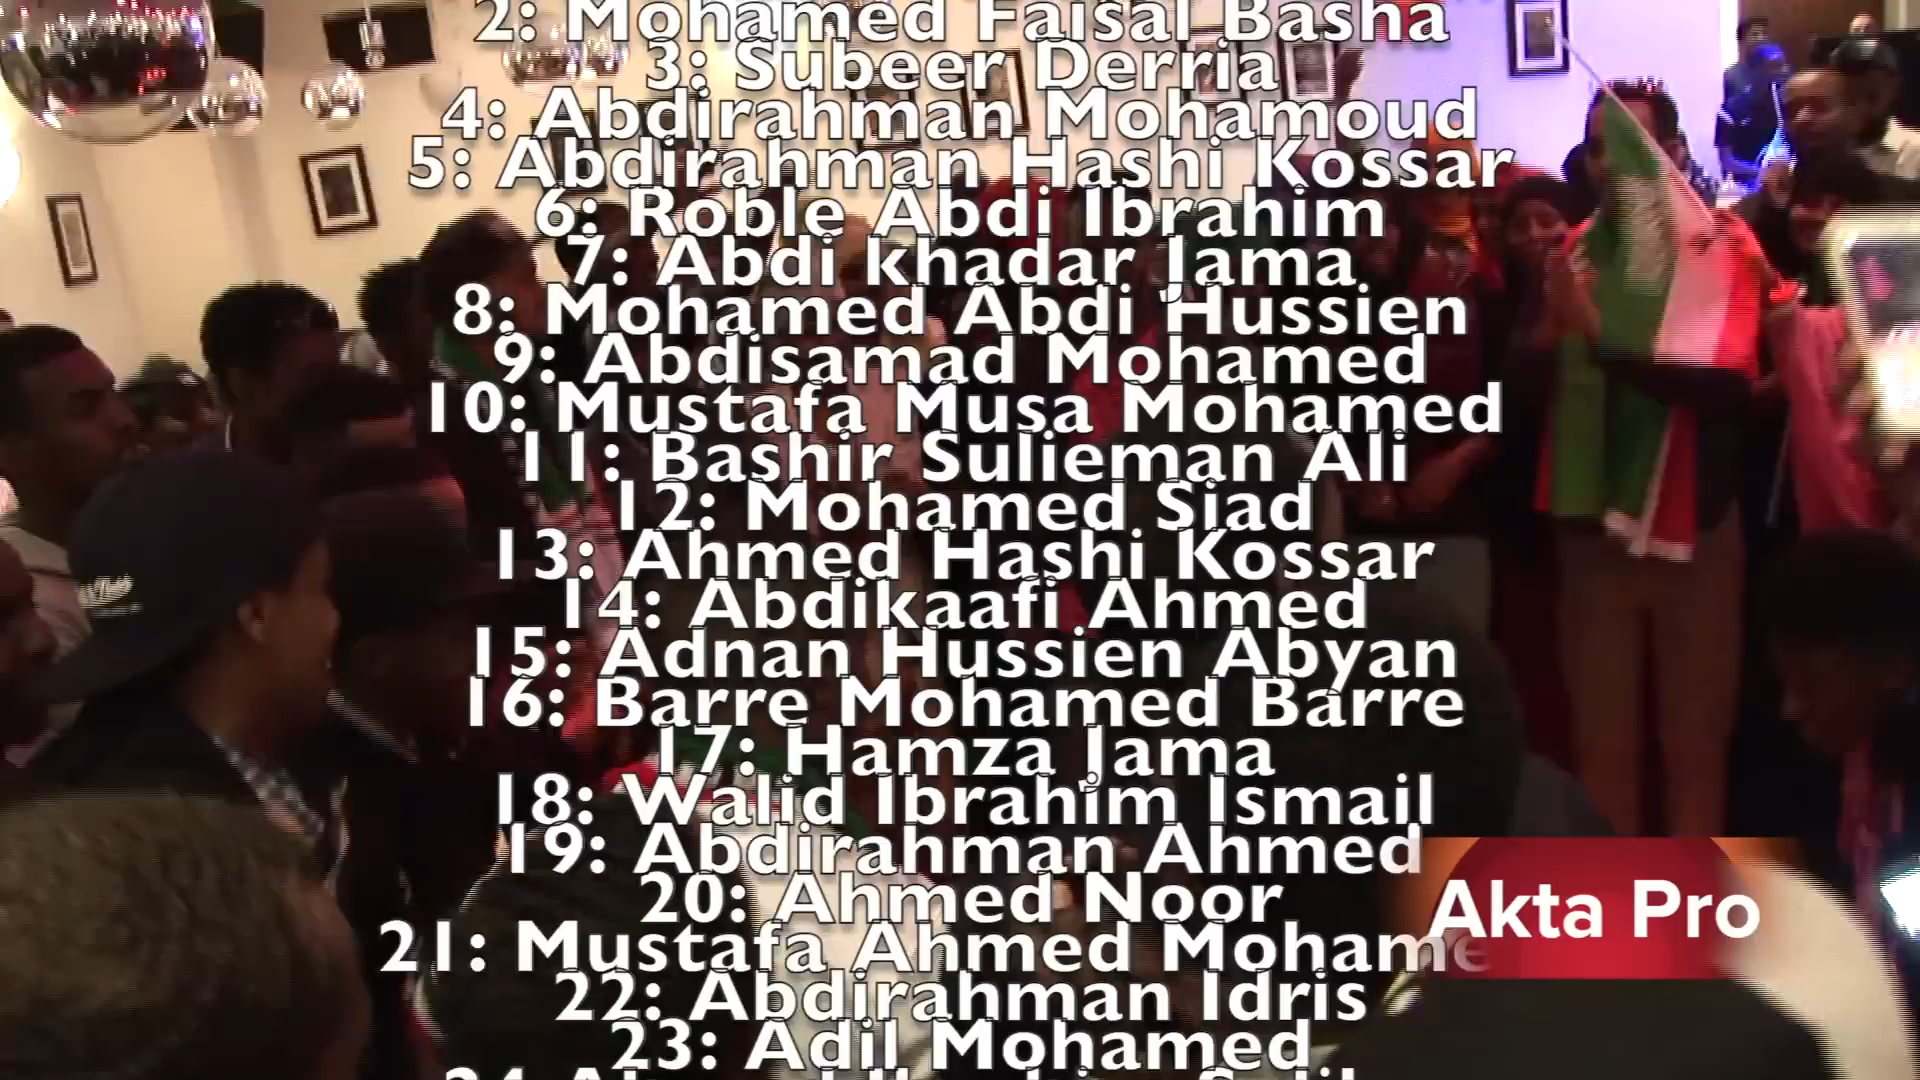 2: Mohamed Faisal Basha
3: Subeer Derria
4: Abdirahman Mohamoud
5: Abdirahman Hashi Kossar
6: Roble Abdi Ibrahim
7: Abdi khadar Jama
8: Mohamed Abdi Hussien
9: Abdisamad Mohamed
10: Mustafa Musa Mohamed
11: Bashir Sulieman Ali
12: Mohamed Siad
13: Ahmed Hashi Kossar
14: Abdikaafi Ahmed
15: Adnan Hussien Abyan
16: Barre Mohamed Barre
17: Hamza Jama
18: Walid Ibrahim Ismail
19: Abdirahman Ahmed
20: Ahmed Noor
Akta Pro
21: Mustafa Ahmed Mohame
22: Abdirahman Idris
23: Adil Mohamed